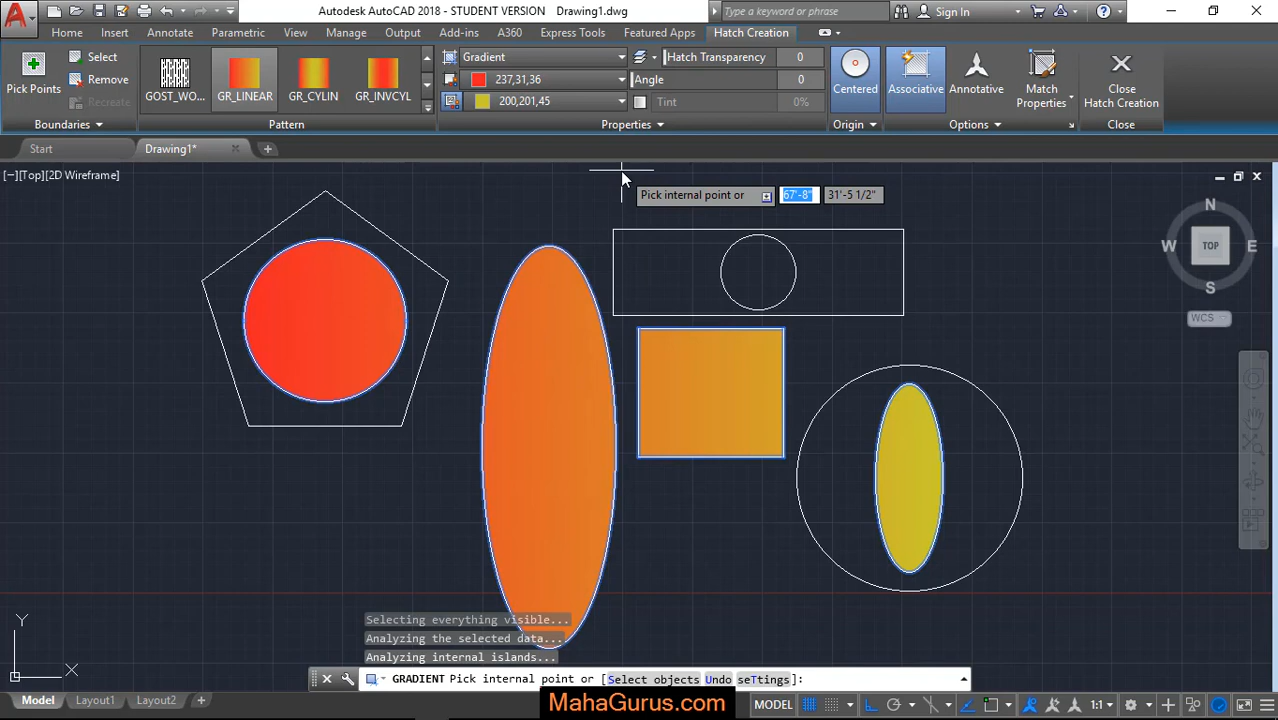 Autodesk AutoCAD 2018 - STUDENT VERSION Drawing1.dwg
Type a keyword or phrase
Sign In
Home Insert Annotate Parametric View Manage Output Add-ins A360 Express Tools Featured Apps Hatch Creation
Pick Points
Select
Remove
Recreate
Boundaries
GOST_WO... GR_LINEAR GR_CYLIN GR_INVCYL
Pattern
Gradient
237,31,36
200,201,45
Hatch Transparency 0
Angle 0
Tint 0%
Properties
Centered
Origin
Associative
Annotative
Match
Properties
Options
Close
Hatch Creation
Close
Start Drawing1*
[−][Top][2D Wireframe]
Pick internal point or 67'-8" 31'-5 1/2"
N
W TOP E
S
WCS
Y
X
Selecting everything visible...
Analyzing the selected data...
Analyzing internal islands...
GRADIENT Pick internal point or [Select objects Undo seTtings]:
Model Layout1 Layout2
MahaGurus.com
MODEL
1:1